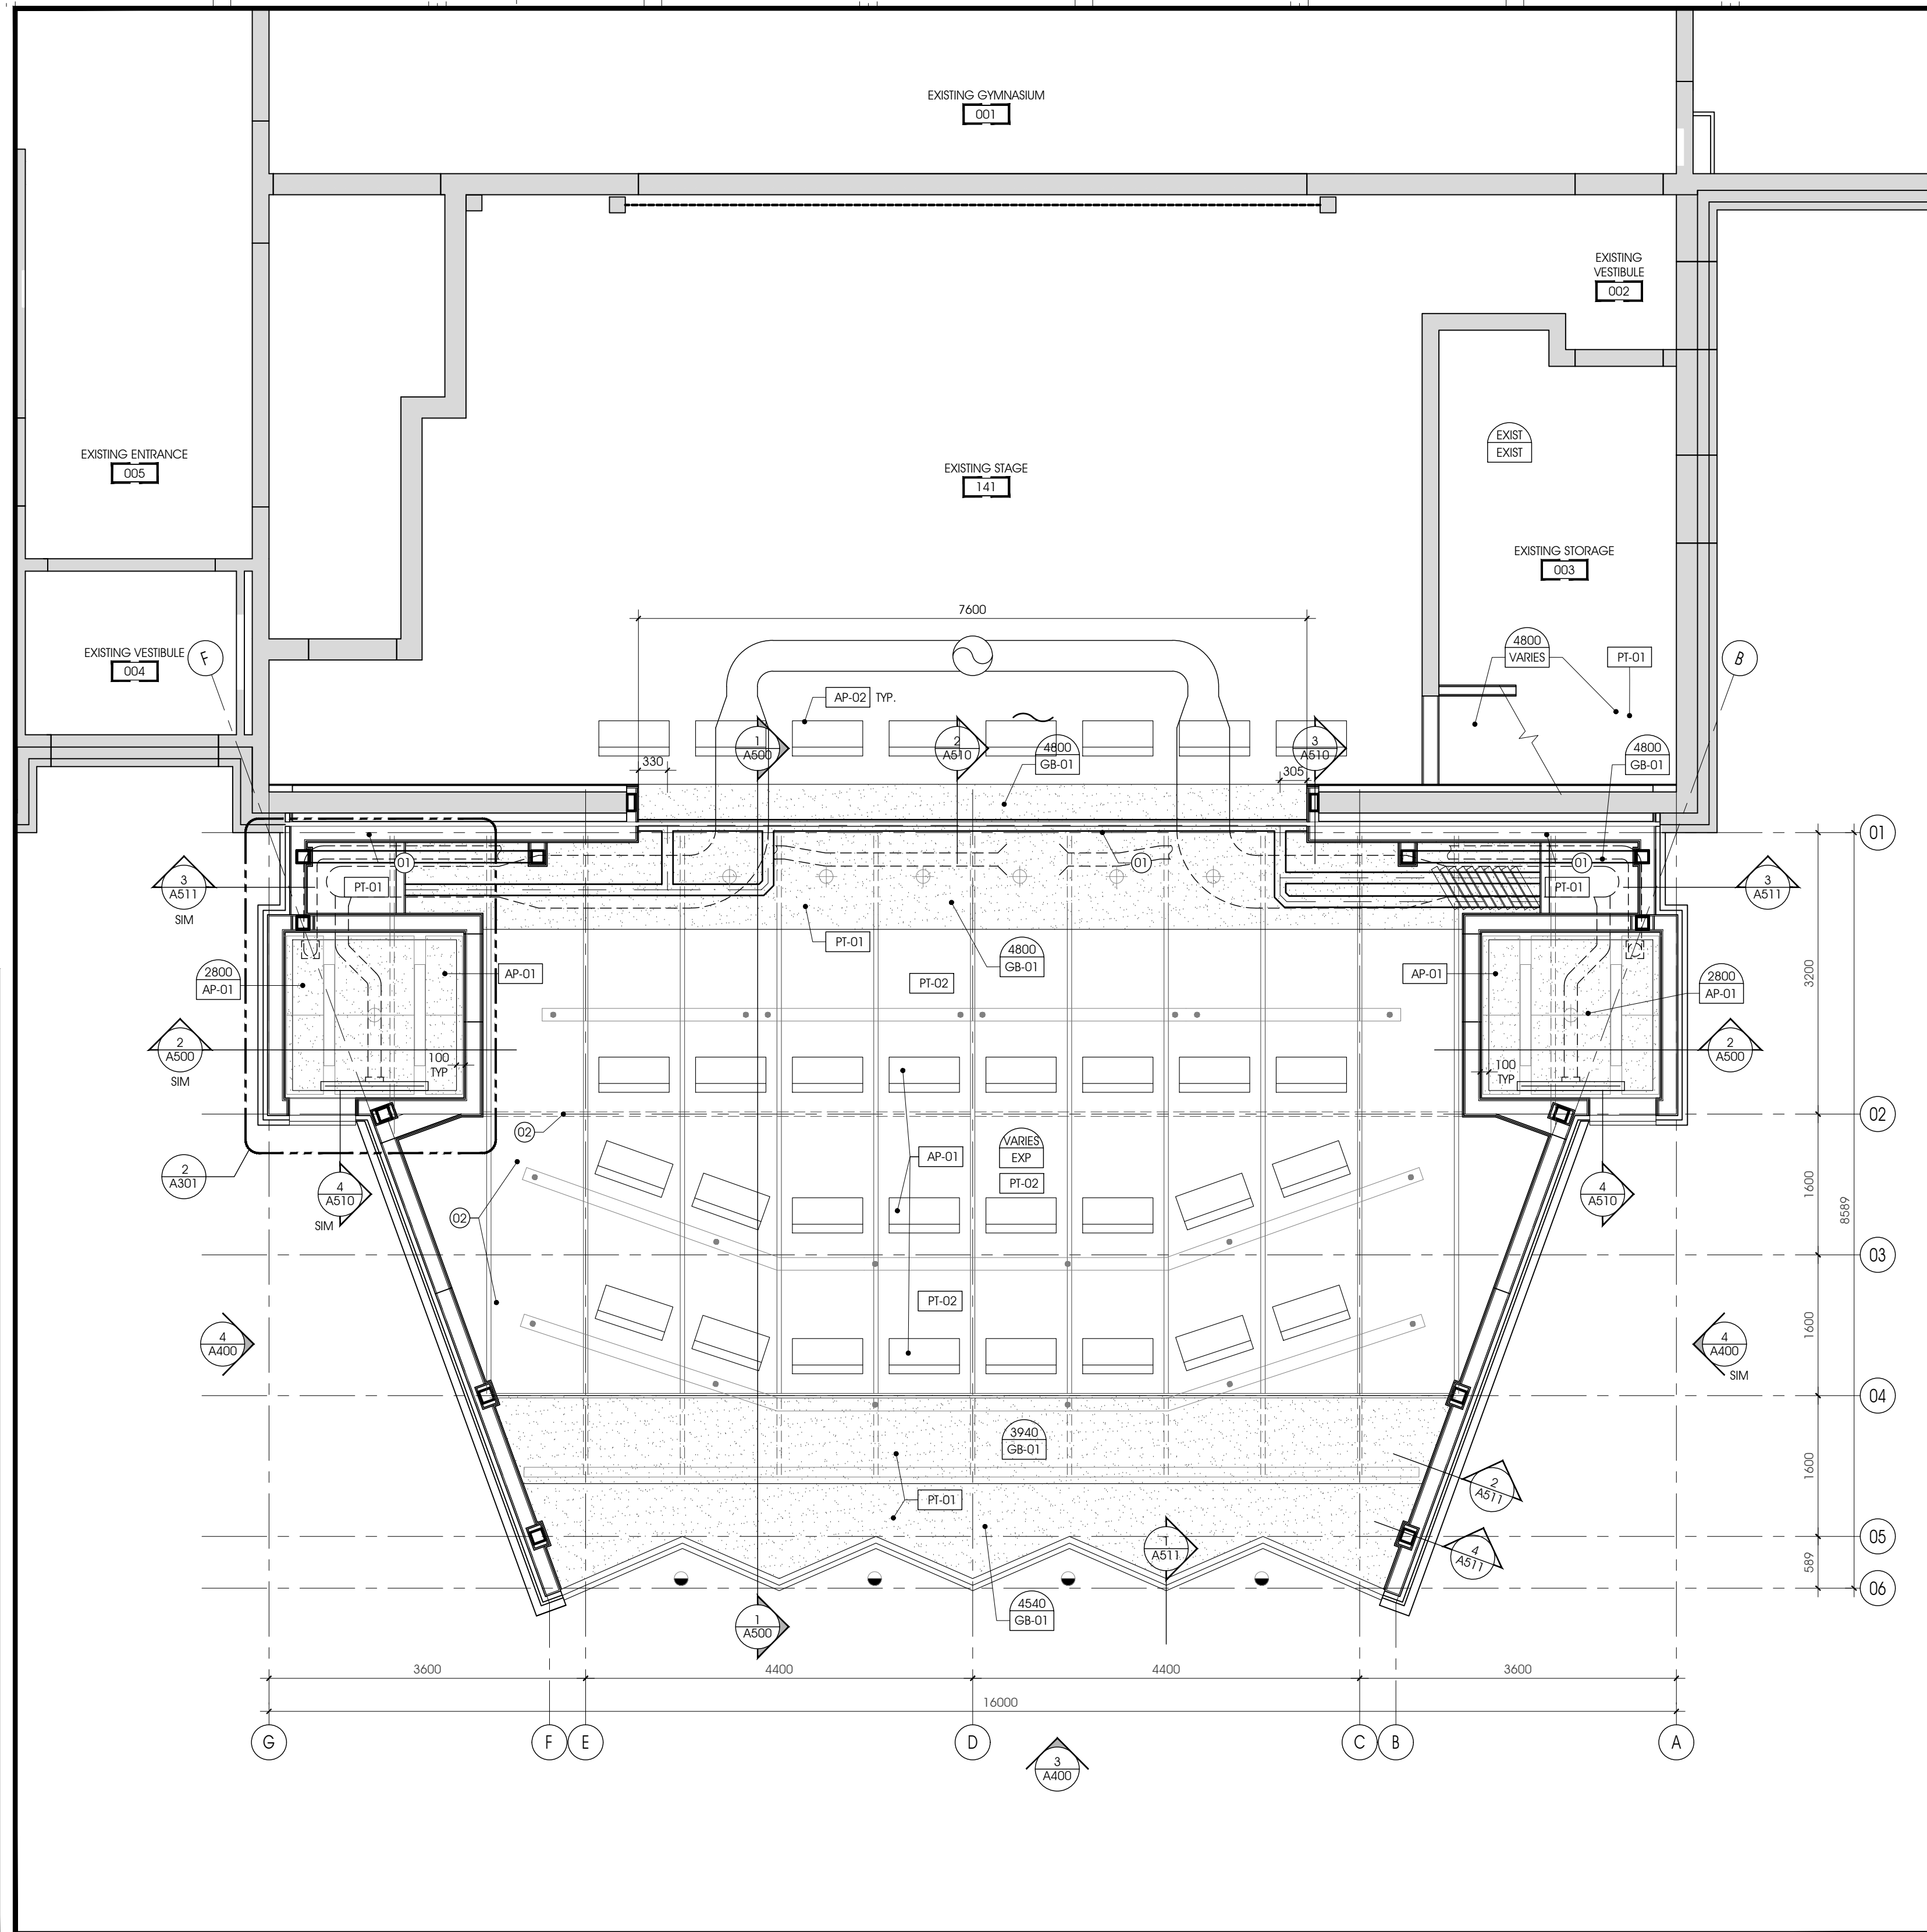 EXISTING GYMNASIUM
001
EXISTING
VESTIBULE
002
EXIST
EXIST
EXISTING ENTRANCE
005
EXISTING STAGE
141
EXISTING STORAGE
003
7600
EXISTING VESTIBULE
004
F
4800
VARIES
PT-01
B
AP-02 TYP.
1
A500
2
A510
4800
GB-01
3
A510
4800
GB-01
330
305
01
01
01
01
3
A511
SIM
PT-01
PT-01
3
A511
PT-01
4800
GB-01
2800
AP-01
AP-01
PT-02
AP-01
2800
AP-01
3200
2
A500
SIM
100
TYP
100
TYP
2
A500
02
02
VARIES
EXP
AP-01
PT-02
2
A301
4
A510
SIM
4
A510
1600
8589
02
03
PT-02
1600
4
A400
4
A400
SIM
04
3940
GB-01
1600
2
A511
PT-01
05
1
A511
4
A511
589
06
4540
GB-01
1
A500
3600
4400
4400
3600
16000
G
F
E
D
C
B
A
3
A400